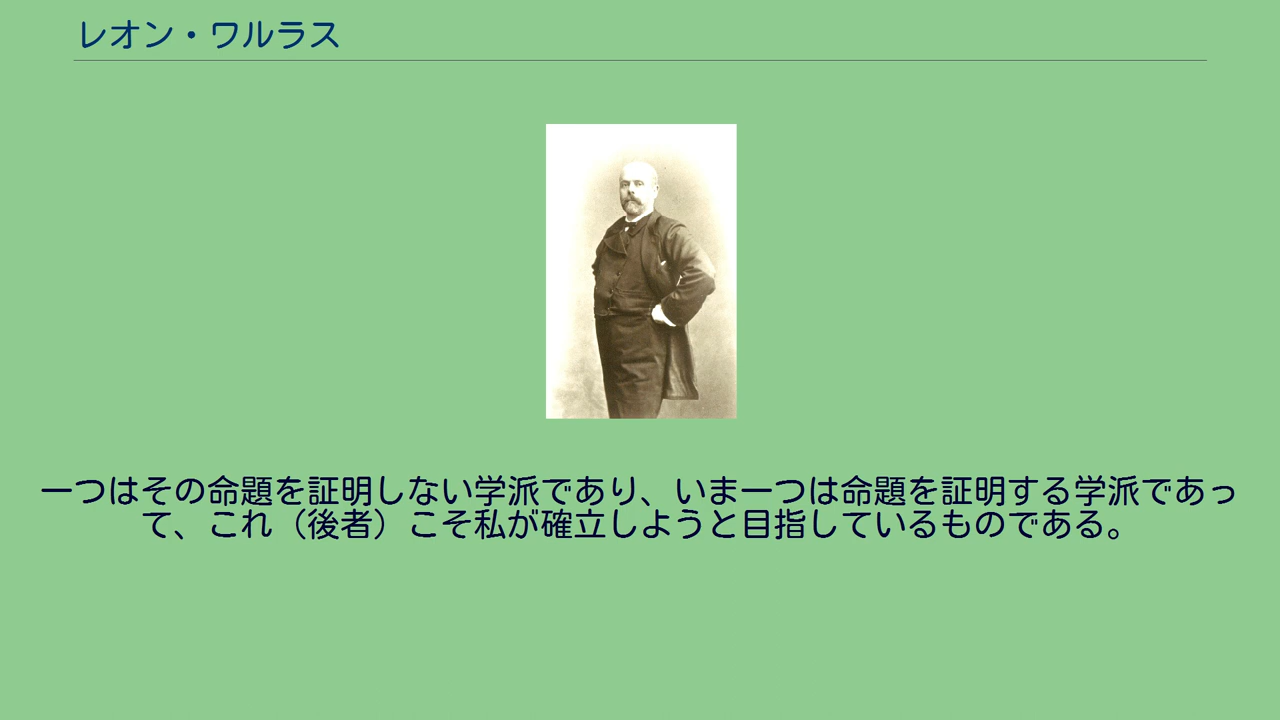 レオン・ワルラス
一つはその命題を証明しない学派であり、いま一つは命題を証明する学派であっ
て、これ（後者）こそ私が確立しようと目指しているものである。